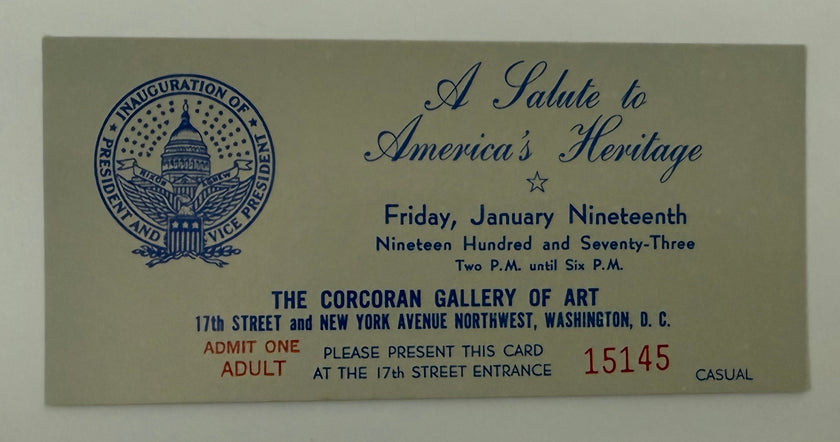 INAUGURATION OF
PRESIDENT AND VICE PRESIDENT
NIXON AGNEW
A Salute to
America's Heritage
Friday, January Nineteenth
Nineteen Hundred and Seventy-Three
Two P.M. until Six P.M.
THE CORCORAN GALLERY OF ART
17th STREET and NEW YORK AVENUE NORTHWEST, WASHINGTON, D. C.
ADMIT ONE
ADULT
PLEASE PRESENT THIS CARD
AT THE 17th STREET ENTRANCE
15145
CASUAL